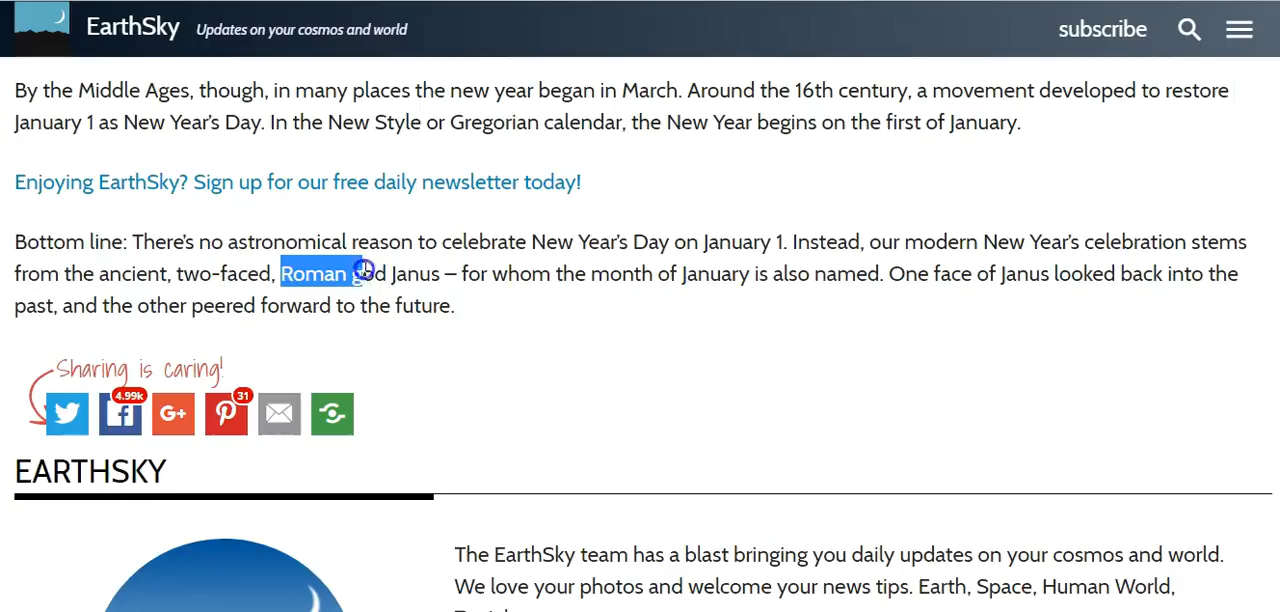 EarthSky Updates on your cosmos and world subscribe
By the Middle Ages, though, in many places the new year began in March. Around the 16th century, a movement developed to restore
January 1 as New Year's Day. In the New Style or Gregorian calendar, the New Year begins on the first of January.
Enjoying EarthSky? Sign up for our free daily newsletter today!
Bottom line: There's no astronomical reason to celebrate New Year's Day on January 1. Instead, our modern New Year's celebration stems
from the ancient, two-faced, Roman god Janus – for whom the month of January is also named. One face of Janus looked back into the
past, and the other peered forward to the future.
Sharing is caring!
4.99k 31
G+
EARTHSKY
The EarthSky team has a blast bringing you daily updates on your cosmos and world.
We love your photos and welcome your news tips. Earth, Space, Human World,